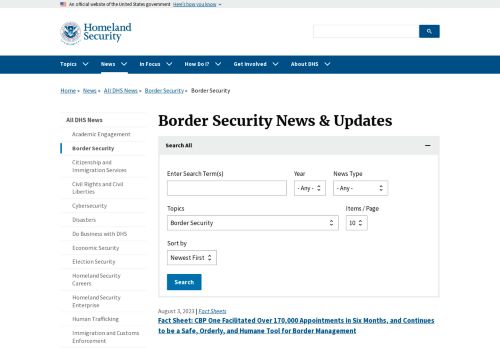 An official website of the United States government Here's how you know
Homeland
Security
Topics News In Focus How Do I? Get Involved About DHS
Home » News » All DHS News » Border Security » Border Security
All DHS News
Academic Engagement
Border Security
Citizenship and
Immigration Services
Civil Rights and Civil
Liberties
Cybersecurity
Disasters
Do Business with DHS
Economic Security
Election Security
Homeland Security
Careers
Homeland Security
Enterprise
Human Trafficking
Immigration and Customs
Enforcement
Border Security News & Updates
Search All
Enter Search Term(s) Year News Type
- Any - - Any -
Topics Items / Page
Border Security 10
Sort by
Newest First
Search
August 3, 2023 | Fact Sheets
Fact Sheet: CBP One Facilitated Over 170,000 Appointments in Six Months, and Continues
to be a Safe, Orderly, and Humane Tool for Border Management